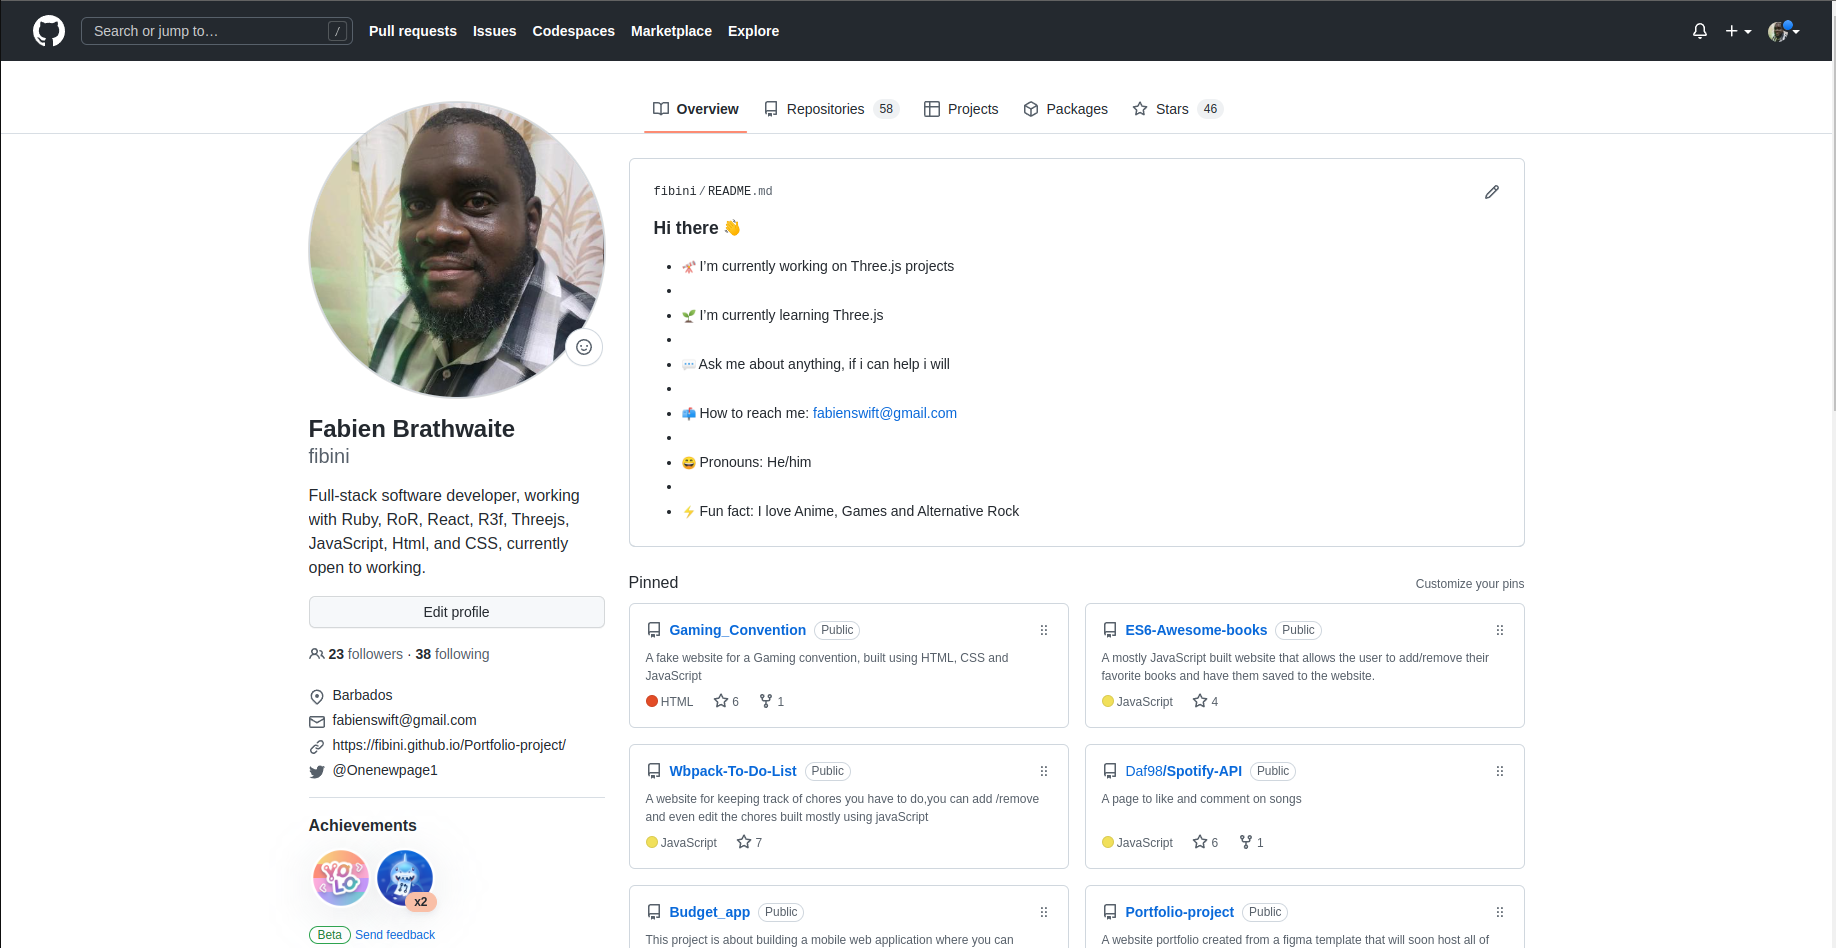 Search or jump to…
/
Pull requests
Issues
Codespaces
Marketplace
Explore
Overview
Repositories 58
Projects
Packages
Stars 46
Fabien Brathwaite
fibini
Full-stack software developer, working
with Ruby, RoR, React, R3f, Threejs,
JavaScript, Html, and CSS, currently
open to working.
Edit profile
23 followers · 38 following
Barbados
fabienswift@gmail.com
https://fibini.github.io/Portfolio-project/
@Onenewpage1
Achievements
YOLO
x2
Beta Send feedback
fibini/README.md
Hi there 👋
I'm currently working on Three.js projects
I'm currently learning Three.js
Ask me about anything, if i can help i will
How to reach me: fabienswift@gmail.com
Pronouns: He/him
Fun fact: I love Anime, Games and Alternative Rock
Pinned
Customize your pins
Gaming_Convention Public
A fake website for a Gaming convention, built using HTML, CSS and
JavaScript
HTML 6 1
ES6-Awesome-books Public
A mostly JavaScript built website that allows the user to add/remove their
favorite books and have them saved to the website.
JavaScript 4
Wbpack-To-Do-List Public
A website for keeping track of chores you have to do,you can add /remove
and even edit the chores built mostly using javaScript
JavaScript 7
Daf98/Spotify-API Public
A page to like and comment on songs
JavaScript 6 1
Budget_app Public
This project is about building a mobile web application where you can
Portfolio-project Public
A website portfolio created from a figma template that will soon host all of